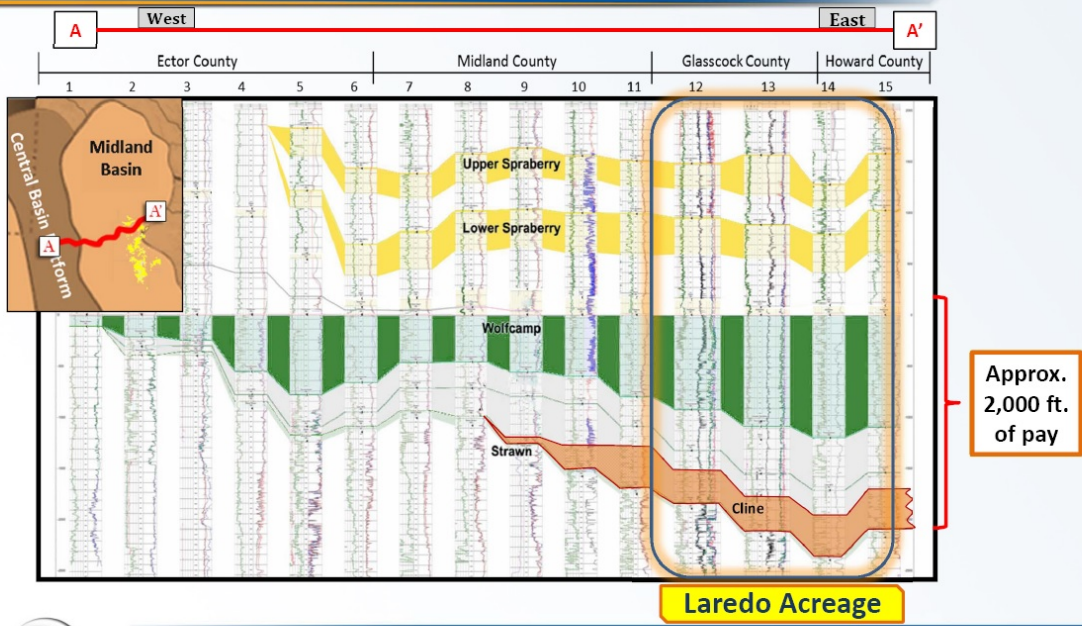 A
West
East
A'
Ector County
Midland County
Glasscock County
Howard County
1 2 3 4 5 6 7 8 9 10 11 12 13 14 15
Midland
Basin
Central Basin
tform
A
A'
Upper Spraberry
Lower Spraberry
Wolfcamp
Strawn
Cline
Approx.
2,000 ft.
of pay
Laredo Acreage